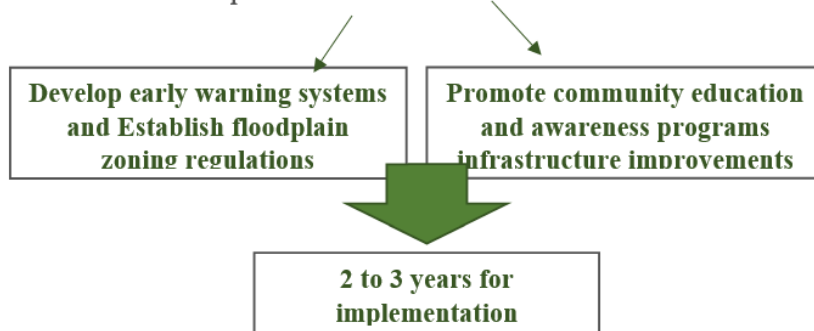 Develop early warning systems
and Establish floodplain
zoning regulations
Promote community education
and awareness programs
infrastructure improvements
2 to 3 years for
implementation